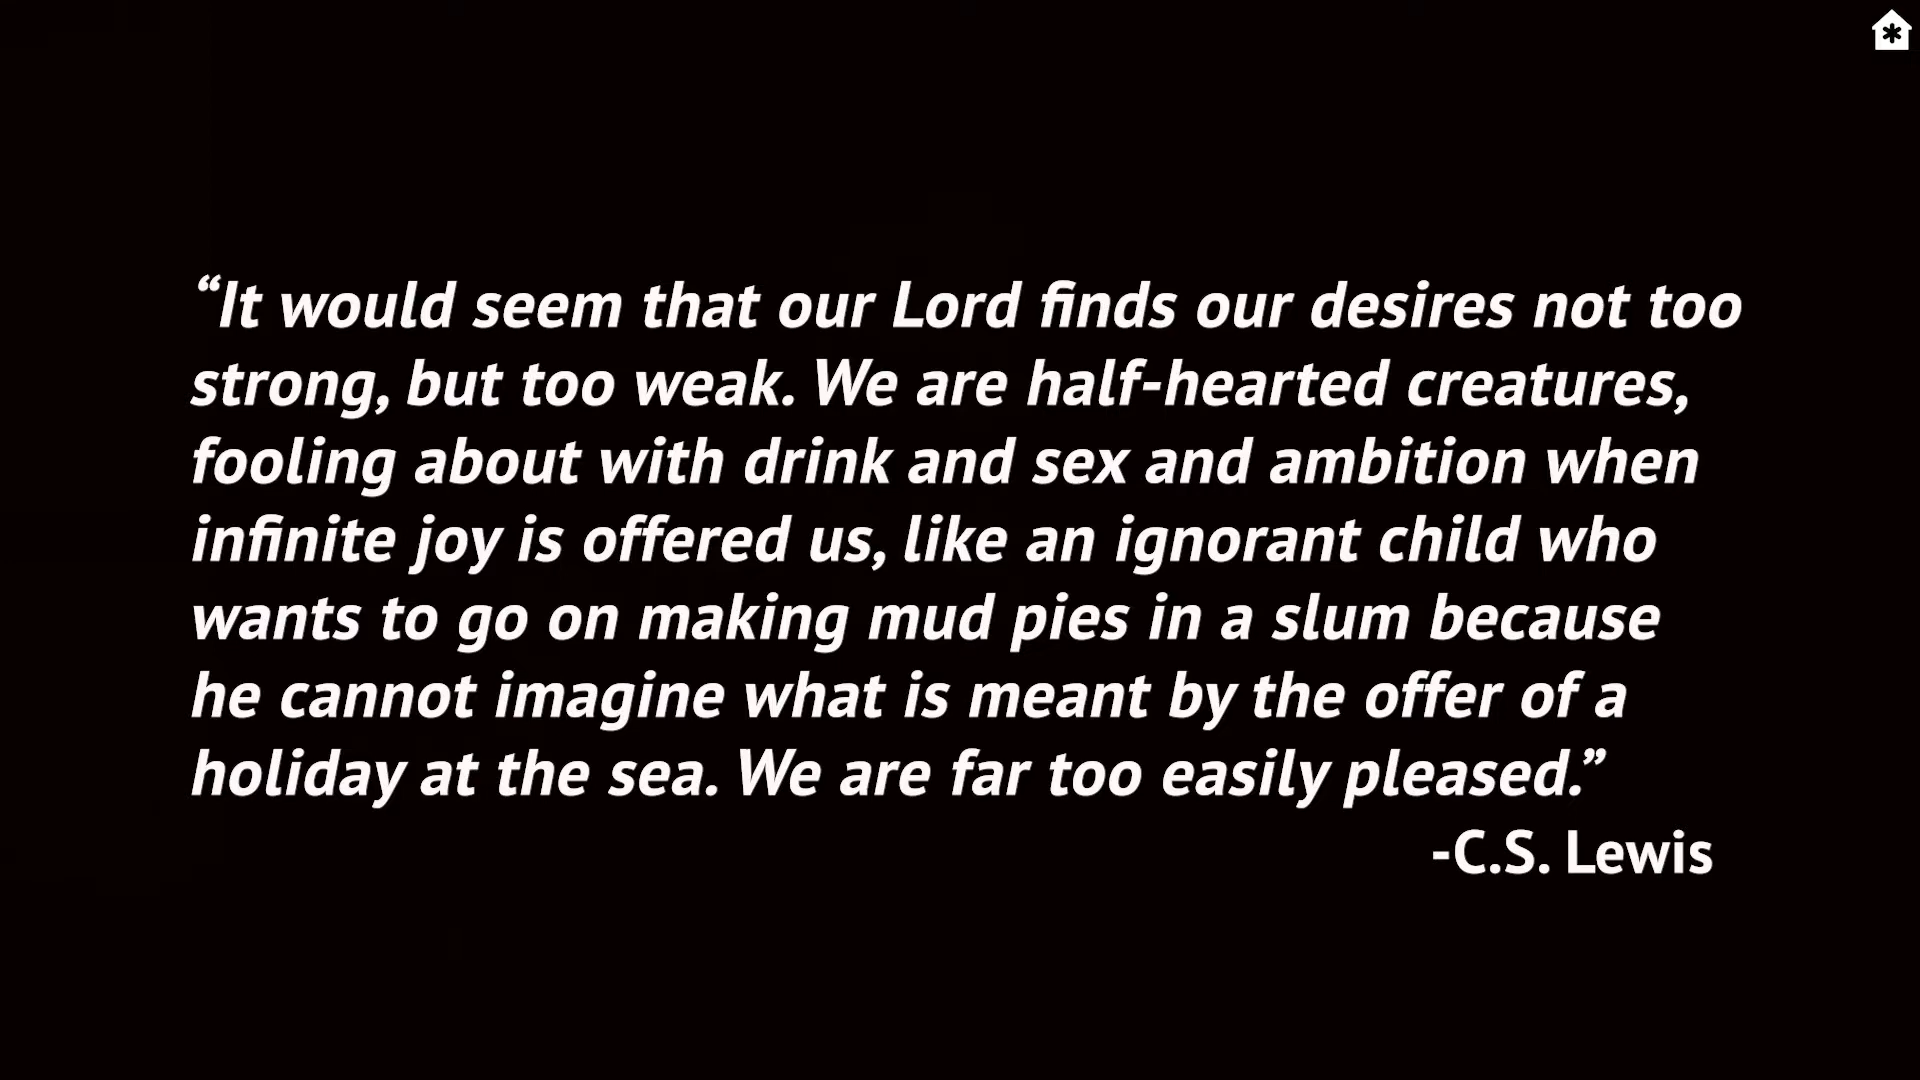 “It would seem that our Lord finds our desires not too
strong, but too weak. We are half-hearted creatures,
fooling about with drink and sex and ambition when
infinite joy is offered us, like an ignorant child who
wants to go on making mud pies in a slum because
he cannot imagine what is meant by the offer of a
holiday at the sea. We are far too easily pleased.”
-C.S. Lewis